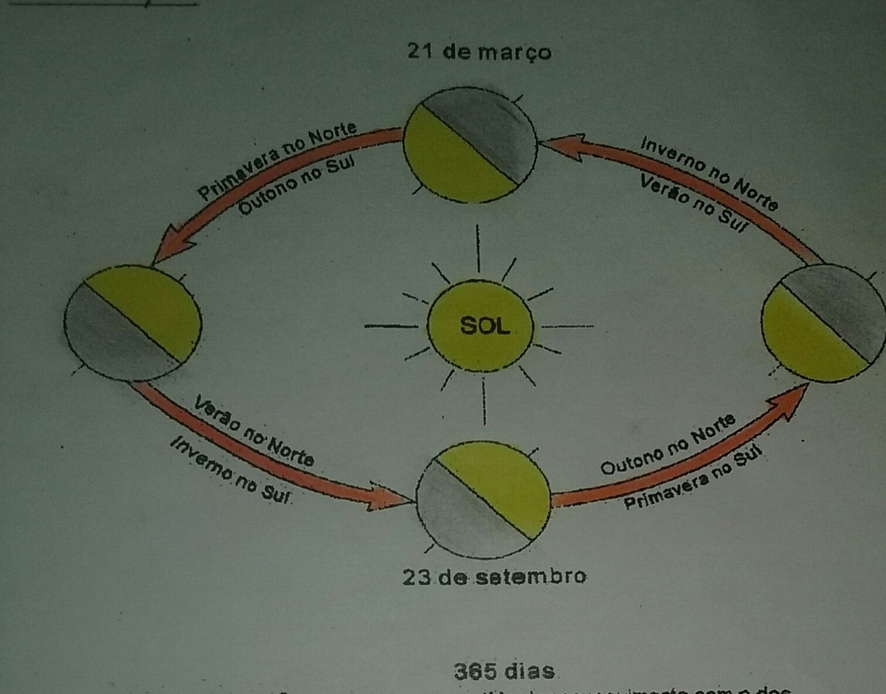 21 de março
Primavera no Norte
Outono no Sul
Inverno no Norte
Verão no Sul
SOL
Verão no Norte
Inverno no Sul
Outono no Norte
Primavera no Sul
23 de setembro
365 dias